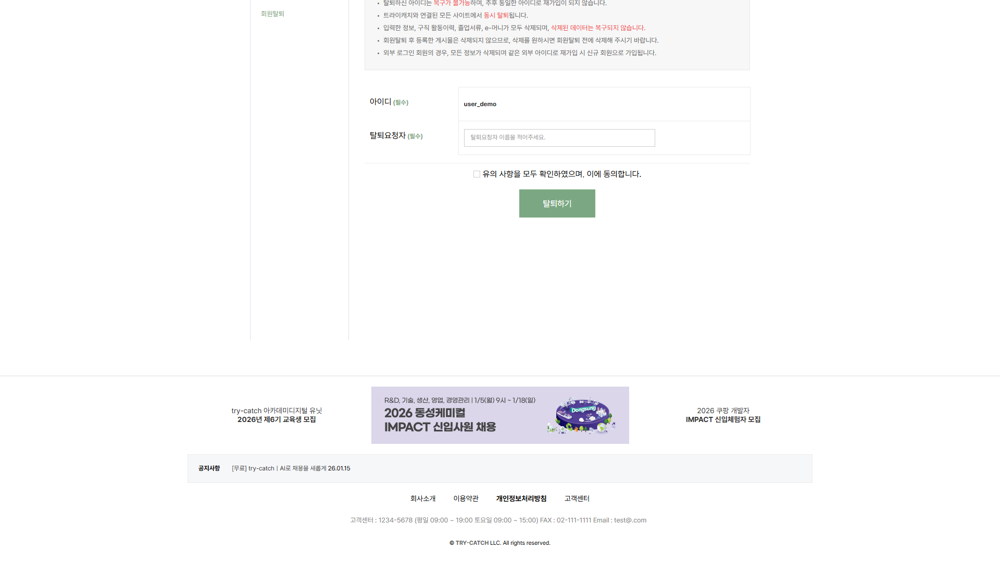 회원탈퇴
• 탈퇴하신 아이디는 복구가 불가능하며, 추후 동일한 아이디로 재가입이 되지 않습니다.
• 트라이캐치와 연결된 모든 사이트에서 동시 탈퇴됩니다.
• 입력한 정보, 구직 활동이력, 졸업서류, e-머니가 모두 삭제되며, 삭제된 데이터는 복구되지 않습니다.
• 회원탈퇴 후 등록한 게시물은 삭제되지 않으므로, 삭제를 원하시면 회원탈퇴 전에 삭제해 주시기 바랍니다.
• 외부 로그인 회원의 경우, 모든 정보가 삭제되며 같은 외부 아이디로 재가입 시 신규 회원으로 가입됩니다.
아이디 (필수)
user_demo
탈퇴요청자 (필수)
탈퇴요청자 이름을 적어주세요.
유의 사항을 모두 확인하였으며, 이에 동의합니다.
탈퇴하기
try-catch 아카데미디지털 유닛
2026년 제6기 교육생 모집
R&D, 기술, 생산, 영업, 경영관리 | 1/5(월) 9시 ~ 1/18(일)
2026 동성케미컬
IMPACT 신입사원 채용
Dongsung
2026 쿠팡 개발자
IMPACT 신입체험자 모집
공지사항 [무료] try-catch | AI로 채용을 새롭게 26.01.15
회사소개 이용약관 개인정보처리방침 고객센터
고객센터 : 1234-5678 (평일 09:00 ~ 19:00 토요일 09:00 ~ 15:00) FAX : 02-111-1111 Email : test@.com
© TRY-CATCH LLC. All rights reserved.